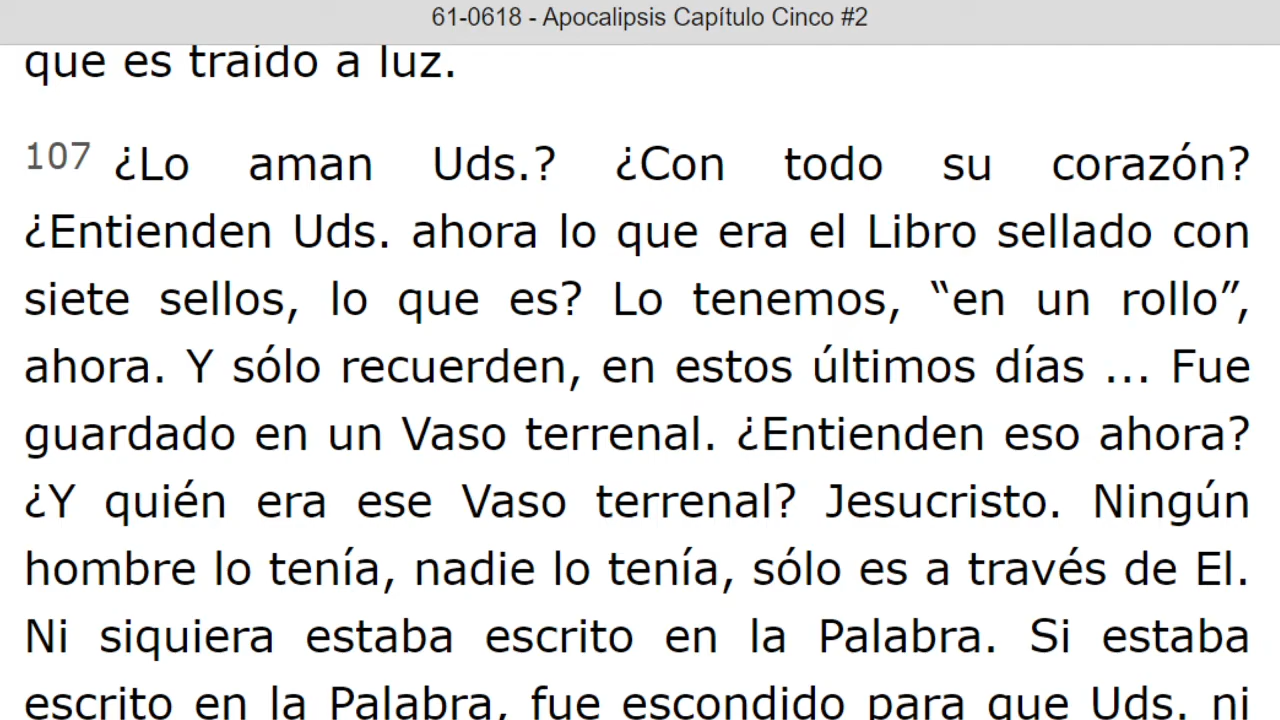 61-0618 - Apocalipsis Capítulo Cinco #2
que es traído a luz.
107 ¿Lo aman Uds.? ¿Con todo su corazón?
¿Entienden Uds. ahora lo que era el Libro sellado con
siete sellos, lo que es? Lo tenemos, “en un rollo”,
ahora. Y sólo recuerden, en estos últimos días ... Fue
guardado en un Vaso terrenal. ¿Entienden eso ahora?
¿Y quién era ese Vaso terrenal? Jesucristo. Ningún
hombre lo tenía, nadie lo tenía, sólo es a través de El.
Ni siquiera estaba escrito en la Palabra. Si estaba
escrito en la Palabra, fue escondido para que Uds. ni